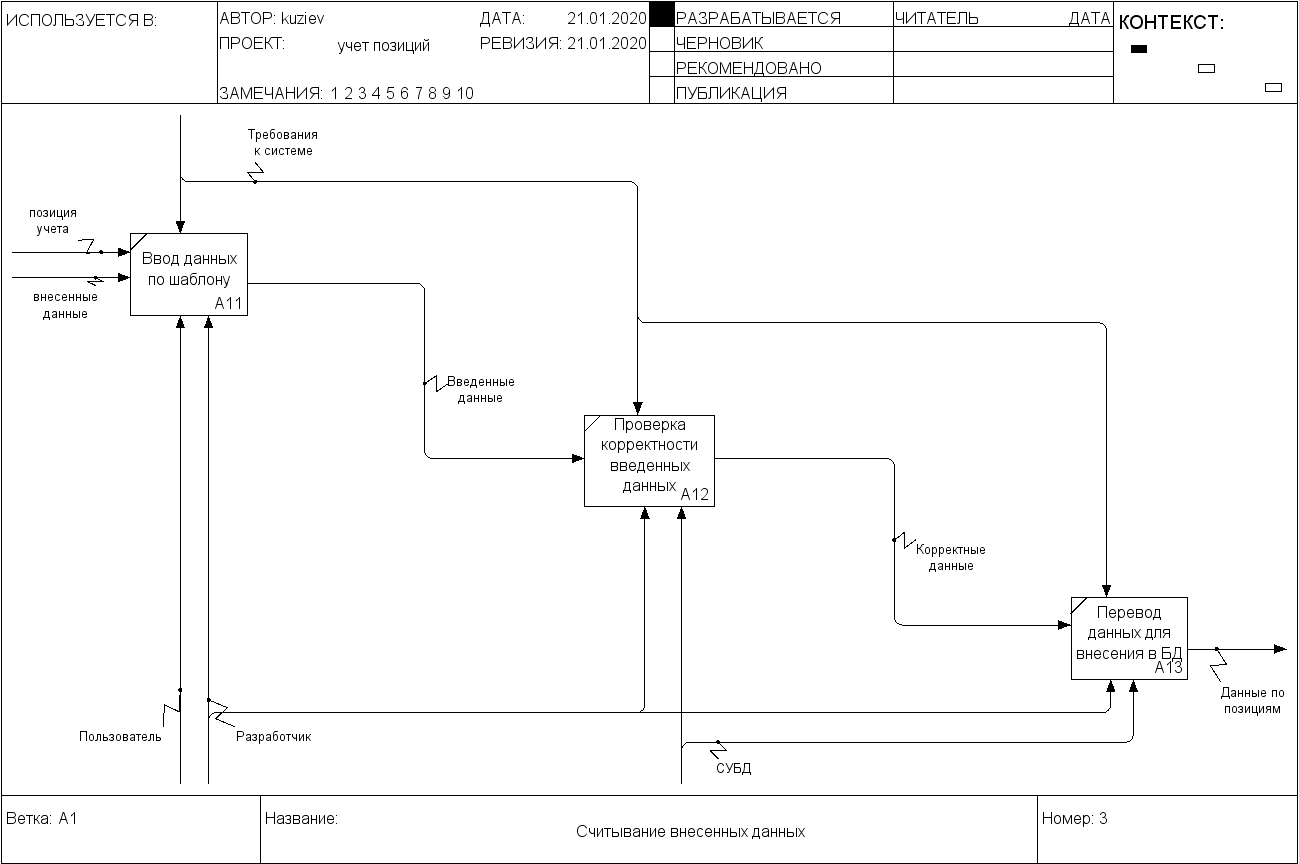 ИСПОЛЬЗУЕТСЯ В:
АВТОР: kuziev
ДАТА: 21.01.2020
ПРОЕКТ: учет позиций
РЕВИЗИЯ: 21.01.2020
ЗАМЕЧАНИЯ: 1 2 3 4 5 6 7 8 9 10
РАЗРАБАТЫВАЕТСЯ
ЧЕРНОВИК
РЕКОМЕНДОВАНО
ПУБЛИКАЦИЯ
ЧИТАТЕЛЬ
ДАТА
КОНТЕКСТ:
Требования
к системе
позиция
учета
внесенные
данные
Ввод данных
по шаблону
A11
Введенные
данные
Проверка
корректности
введенных
данных
A12
Корректные
данные
Перевод
данных для
внесения в БД
A13
Данные по
позициям
Пользователь
Разработчик
СУБД
Ветка: A1
Название:
Считывание внесенных данных
Номер: 3